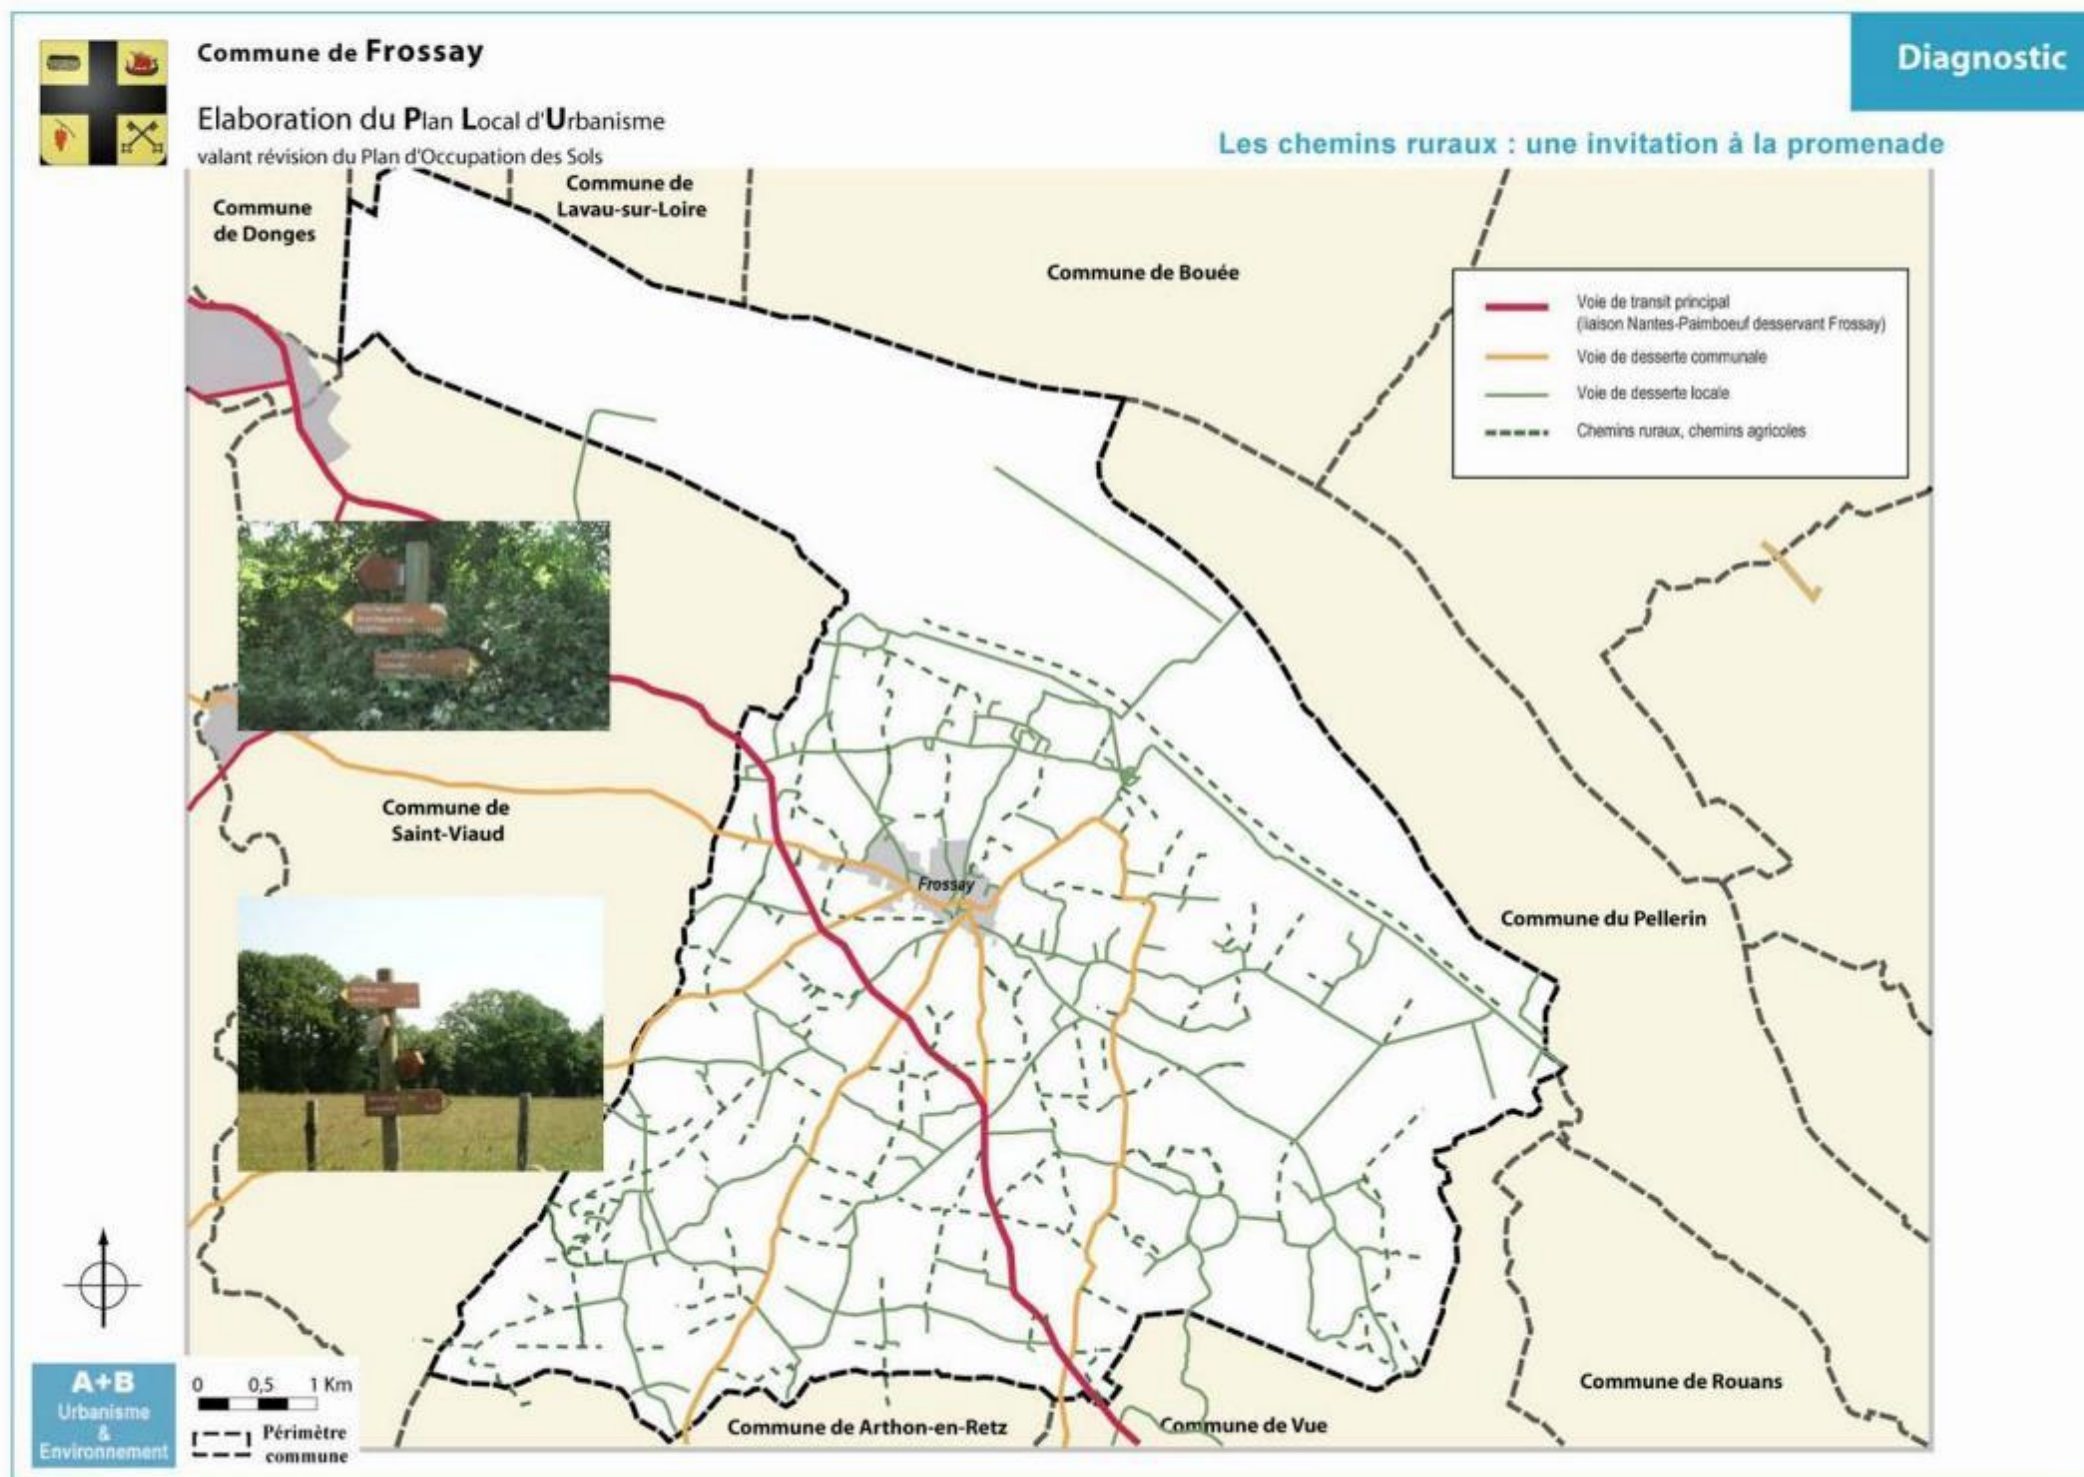 Commune de Frossay
Diagnostic
Elaboration du Plan Local d'Urbanisme
valant révision du Plan d'Occupation des Sols
Les chemins ruraux : une invitation à la promenade
Commune
de Donges
Commune de
Lavau-sur-Loire
Commune de Bouée
Voie de transit principal
(liaison Nantes-Paimboeuf desservant Frossay)
Voie de desserte communale
Voie de desserte locale
Chemins ruraux, chemins agricoles
Commune de
Saint-Viaud
Frossay
Commune du Pellerin
Commune de Rouans
Commune de Arthon-en-Retz
Commune de Vue
A+B
Urbanisme
&
Environnement
0 0,5 1 Km
Périmètre
commune